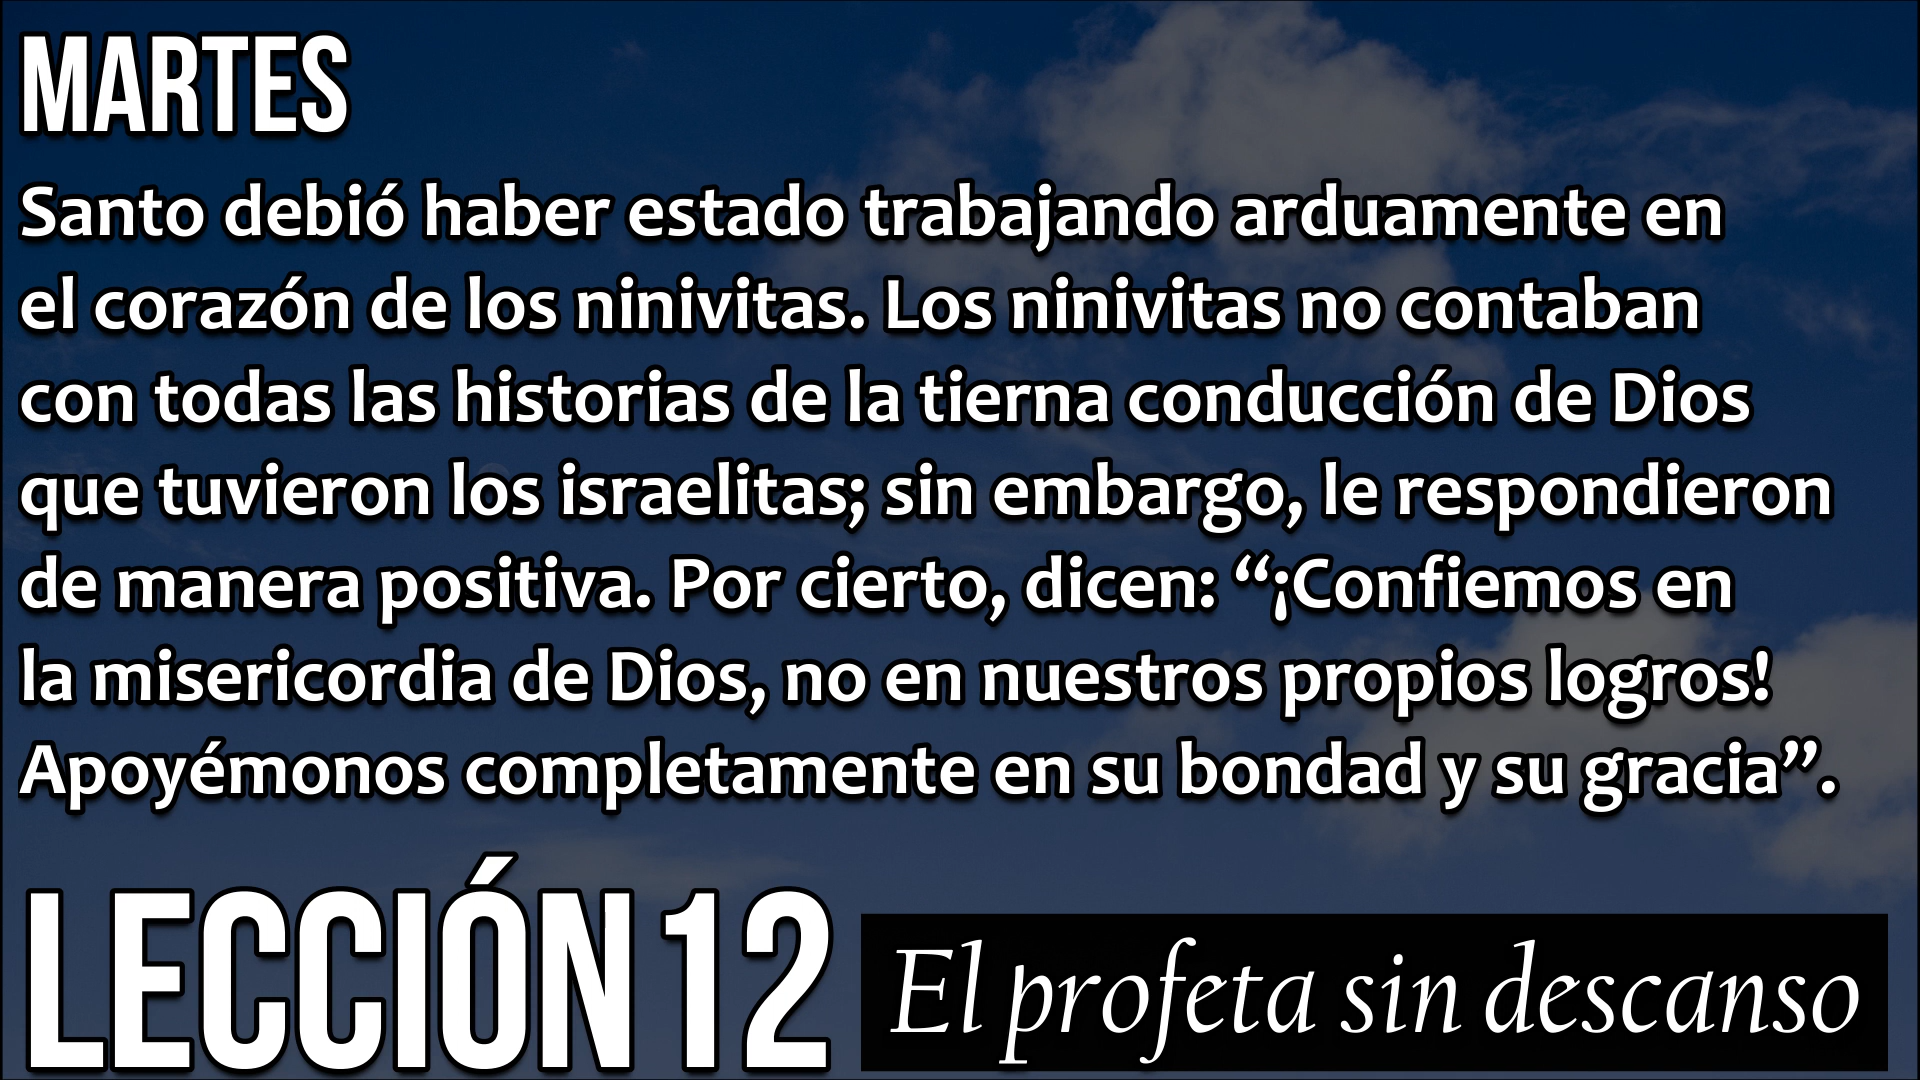 MARTES
Santo debió haber estado trabajando arduamente en
el corazón de los ninivitas. Los ninivitas no contaban
con todas las historias de la tierna conducción de Dios
que tuvieron los israelitas; sin embargo, le respondieron
de manera positiva. Por cierto, dicen: “¡Confiemos en
la misericordia de Dios, no en nuestros propios logros!
Apoyémonos completamente en su bondad y su gracia”.
LECCIÓN 12
El profeta sin descanso